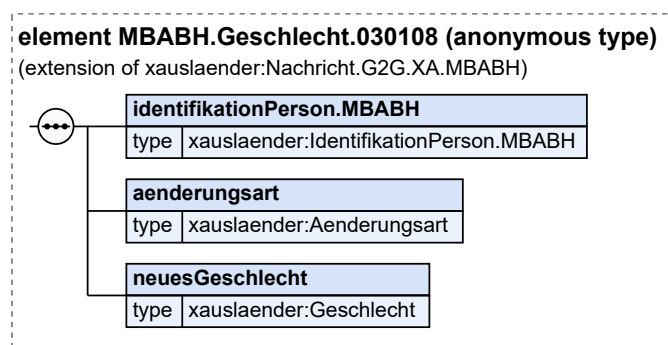 element MBABH.Geschlecht.030108 (anonymous type)
(extension of xauslaender:Nachricht.G2G.XA.MBABH)
identifikationPerson.MBABH
type xauslaender:IdentifikationPerson.MBABH
aenderungsart
type xauslaender:Aenderungsart
neuesGeschlecht
type xauslaender:Geschlecht